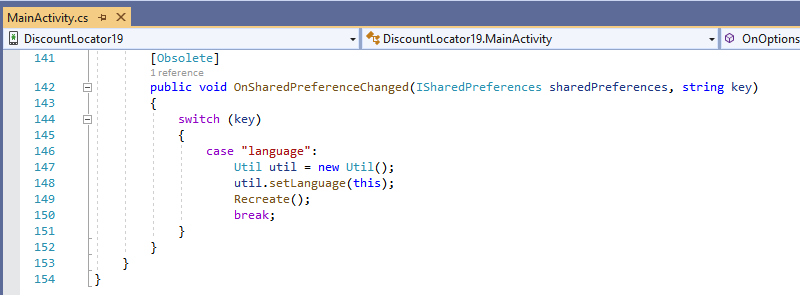 MainActivity.cs
DiscountLocator19 DiscountLocator19.MainActivity OnOptions
141 [Obsolete]
1 reference
142 public void OnSharedPreferenceChanged(ISharedPreferences sharedPreferences, string key)
143 {
144 switch (key)
145 {
146 case "language":
147 Util util = new Util();
148 util.setLanguage(this);
149 Recreate();
150 break;
151 }
152 }
153 }
154 }